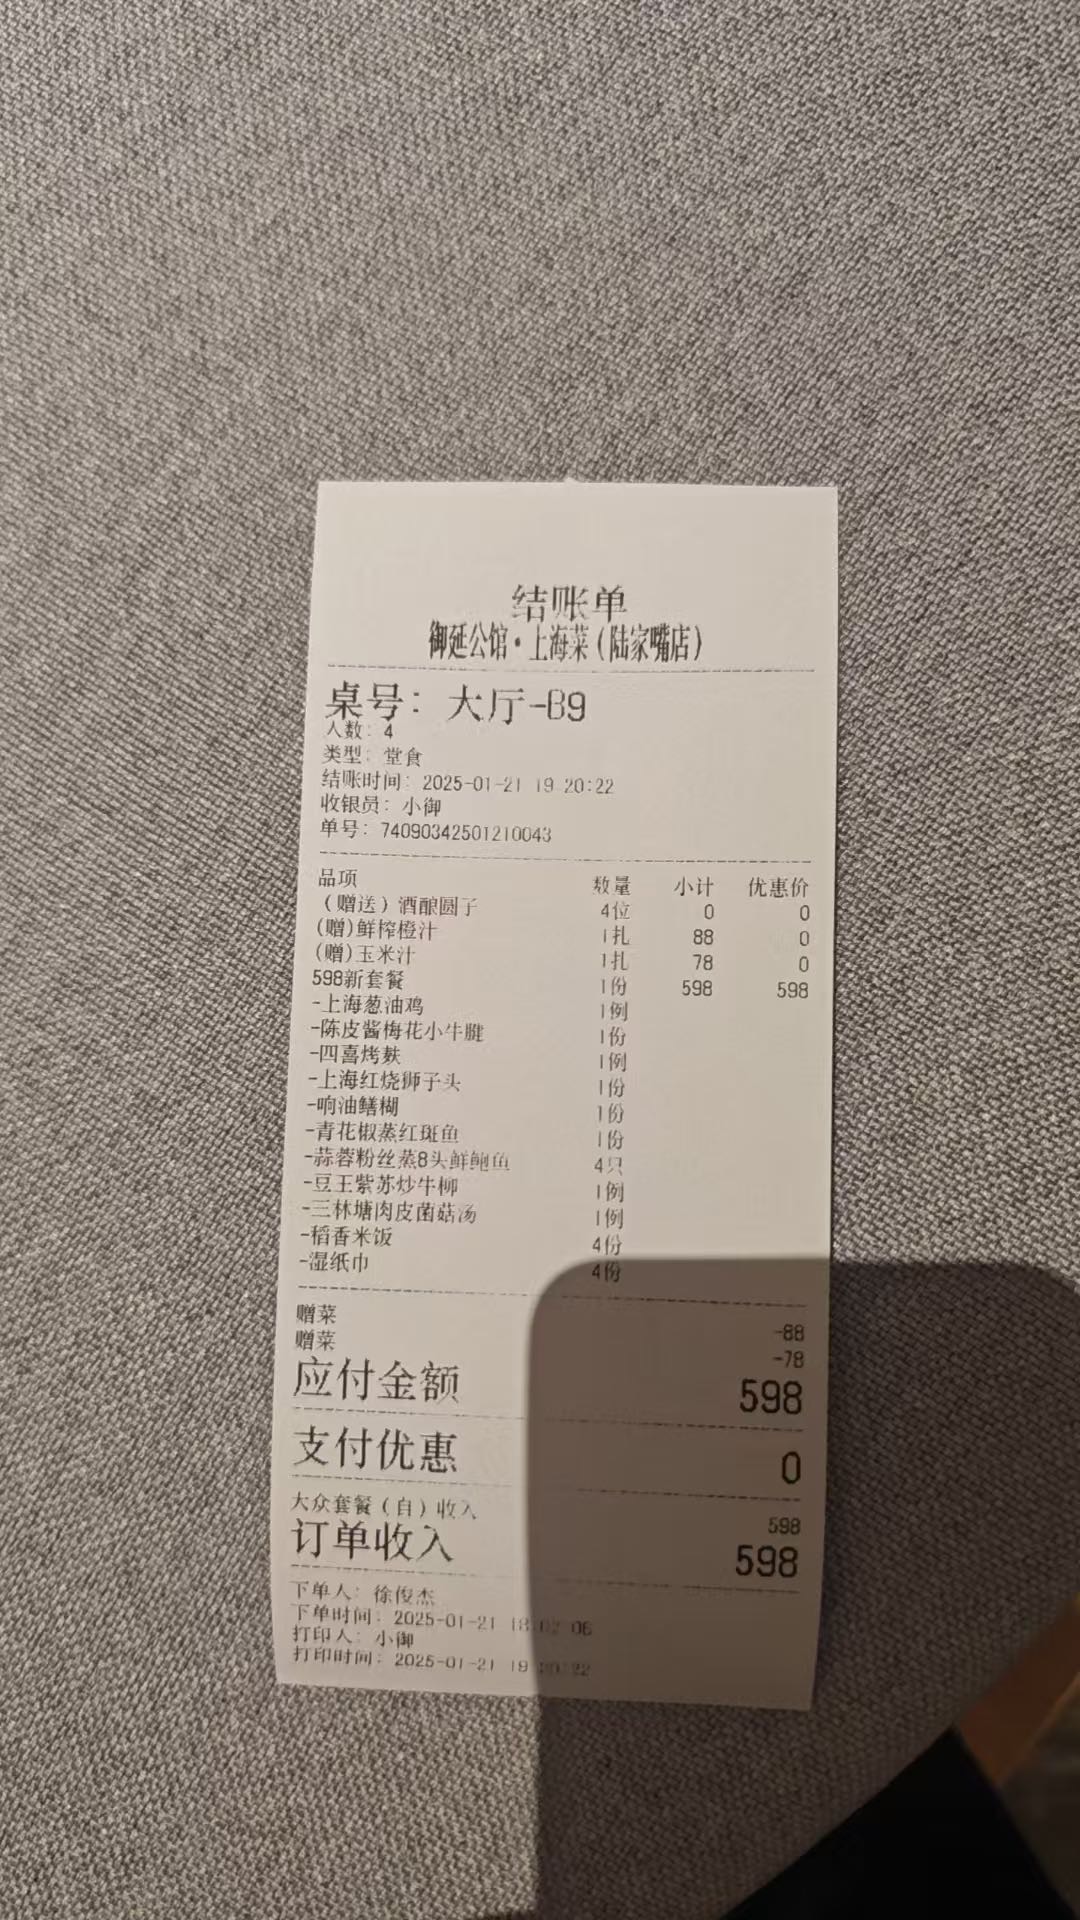 结账单
御延公馆·上海菜(陆家嘴店)
桌号: 大厅-B9
人数: 4
类型: 堂食
结账时间: 2025-01-21 19:20:22
收银员: 小御
单号: 74090342501210043
品项 数量 小计 优惠价
(赠送)酒酿圆子 4位 0 0
(赠)鲜榨橙汁 1扎 88 0
(赠)玉米汁 1扎 78 0
598新套餐 1份 598 598
-上海葱油鸡 1例
-陈皮酱梅花小牛腱 1份
-四喜烤麸 1例
-上海红烧狮子头 1份
-响油鳝糊 1份
-青花椒蒸红斑鱼 1份
-蒜蓉粉丝蒸8头鲜鲍鱼 4只
-豆王紫苏炒牛柳 1例
-三林塘肉皮菌菇汤 1例
-稻香米饭 4份
-湿纸巾 4份
赠菜 -88
赠菜 -78
应付金额 598
支付优惠 0
大众套餐(自)收入 598
订单收入 598
下单人: 徐俊杰
下单时间: 2025-01-21 18:02:06
打印人: 小御
打印时间: 2025-01-21 19:20:22